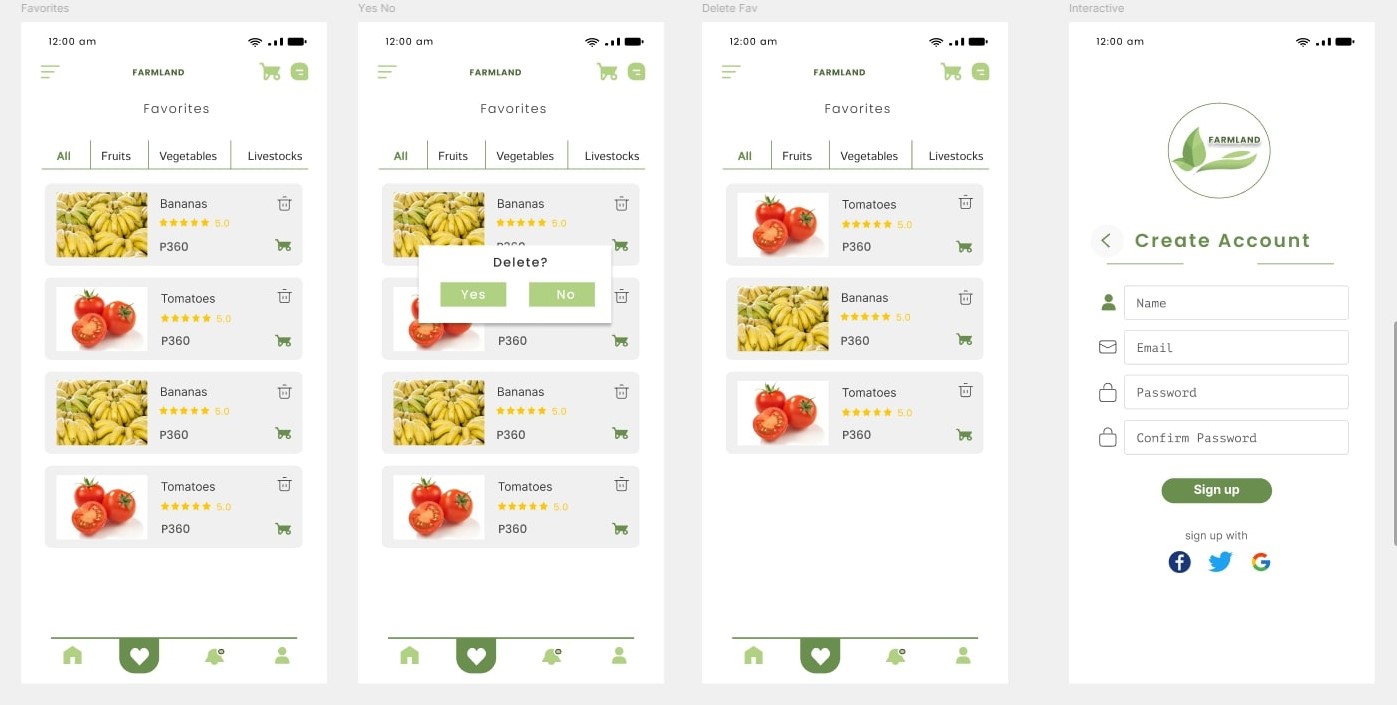 Favorites
12:00 am
FARMLAND
Favorites
All Fruits Vegetables Livestocks
Bananas
5.0
P360
Tomatoes
5.0
P360
Bananas
5.0
P360
Tomatoes
5.0
P360
Yes No
12:00 am
FARMLAND
Favorites
All Fruits Vegetables Livestocks
Bananas
5.0
P360
Delete?
Yes No
P360
Bananas
5.0
P360
Tomatoes
5.0
P360
Delete Fav
12:00 am
FARMLAND
Favorites
All Fruits Vegetables Livestocks
Tomatoes
5.0
P360
Bananas
5.0
P360
Tomatoes
5.0
P360
Interactive
12:00 am
FARMLAND
Create Account
Name
Email
Password
Confirm Password
Sign up
sign up with